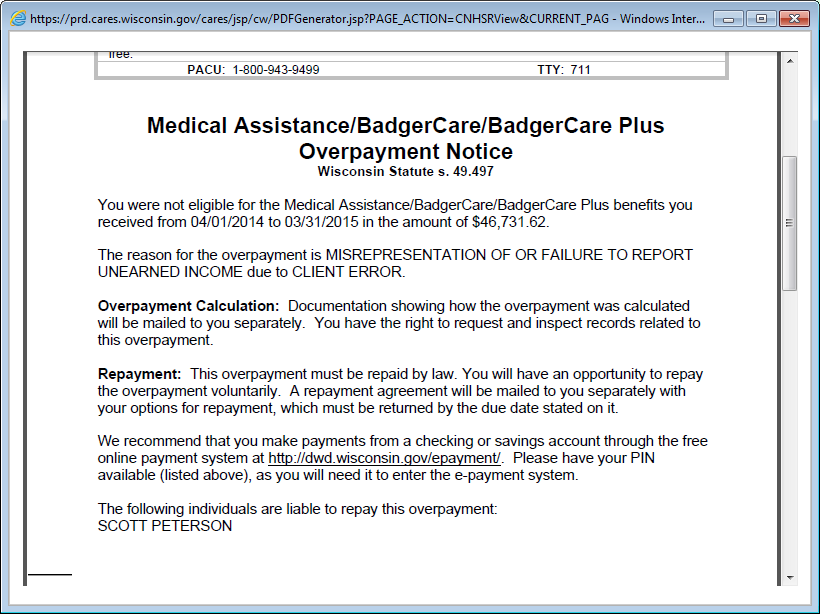 https://prd.cares.wisconsin.gov/cares/jsp/cw/PDFGenerator.jsp?PAGE_ACTION=CNHSRView&CURRENT_PAG - Windows Inter...
free.
PACU: 1-800-943-9499 TTY: 711
Medical Assistance/BadgerCare/BadgerCare Plus
Overpayment Notice
Wisconsin Statute s. 49.497
You were not eligible for the Medical Assistance/BadgerCare/BadgerCare Plus benefits you
received from 04/01/2014 to 03/31/2015 in the amount of $46,731.62.
The reason for the overpayment is MISREPRESENTATION OF OR FAILURE TO REPORT
UNEARNED INCOME due to CLIENT ERROR.
Overpayment Calculation: Documentation showing how the overpayment was calculated
will be mailed to you separately. You have the right to request and inspect records related to
this overpayment.
Repayment: This overpayment must be repaid by law. You will have an opportunity to repay
the overpayment voluntarily. A repayment agreement will be mailed to you separately with
your options for repayment, which must be returned by the due date stated on it.
We recommend that you make payments from a checking or savings account through the free
online payment system at http://dwd.wisconsin.gov/epayment/. Please have your PIN
available (listed above), as you will need it to enter the e-payment system.
The following individuals are liable to repay this overpayment:
SCOTT PETERSON